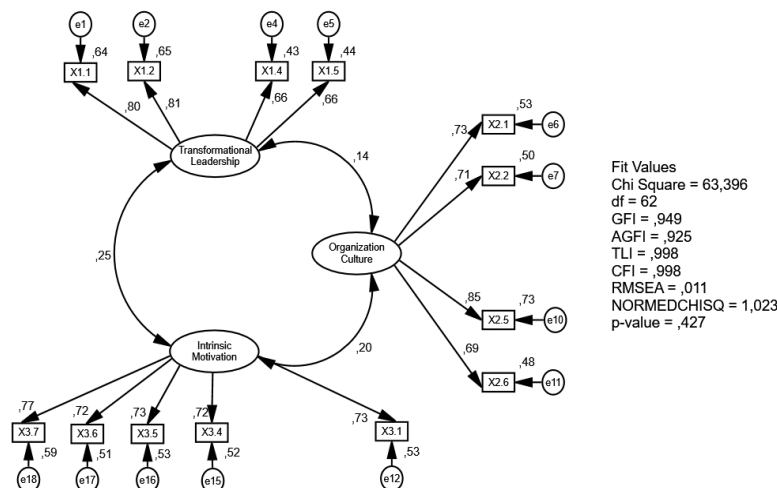 e1
e2
e4
e5
,64
,65
,43
,44
X1.1
X1.2
X1.4
X1.5
,80
,81
,66
,66
Transformational
Leadership
,14
,25
Organization
Culture
,73
X2.1
,53
e6
,71
X2.2
,50
e7
,85
X2.5
,73
e10
,69
X2.6
,48
e11
,20
Intrinsic
Motivation
,77
,72
,73
,72
,73
X3.7
X3.6
X3.5
X3.4
X3.1
,59
,51
,53
,52
,53
e18
e17
e16
e15
e12
Fit Values
Chi Square = 63,396
df = 62
GFI = ,949
AGFI = ,925
TLI = ,998
CFI = ,998
RMSEA = ,011
NORMEDCHISQ = 1,023
p-value = ,427